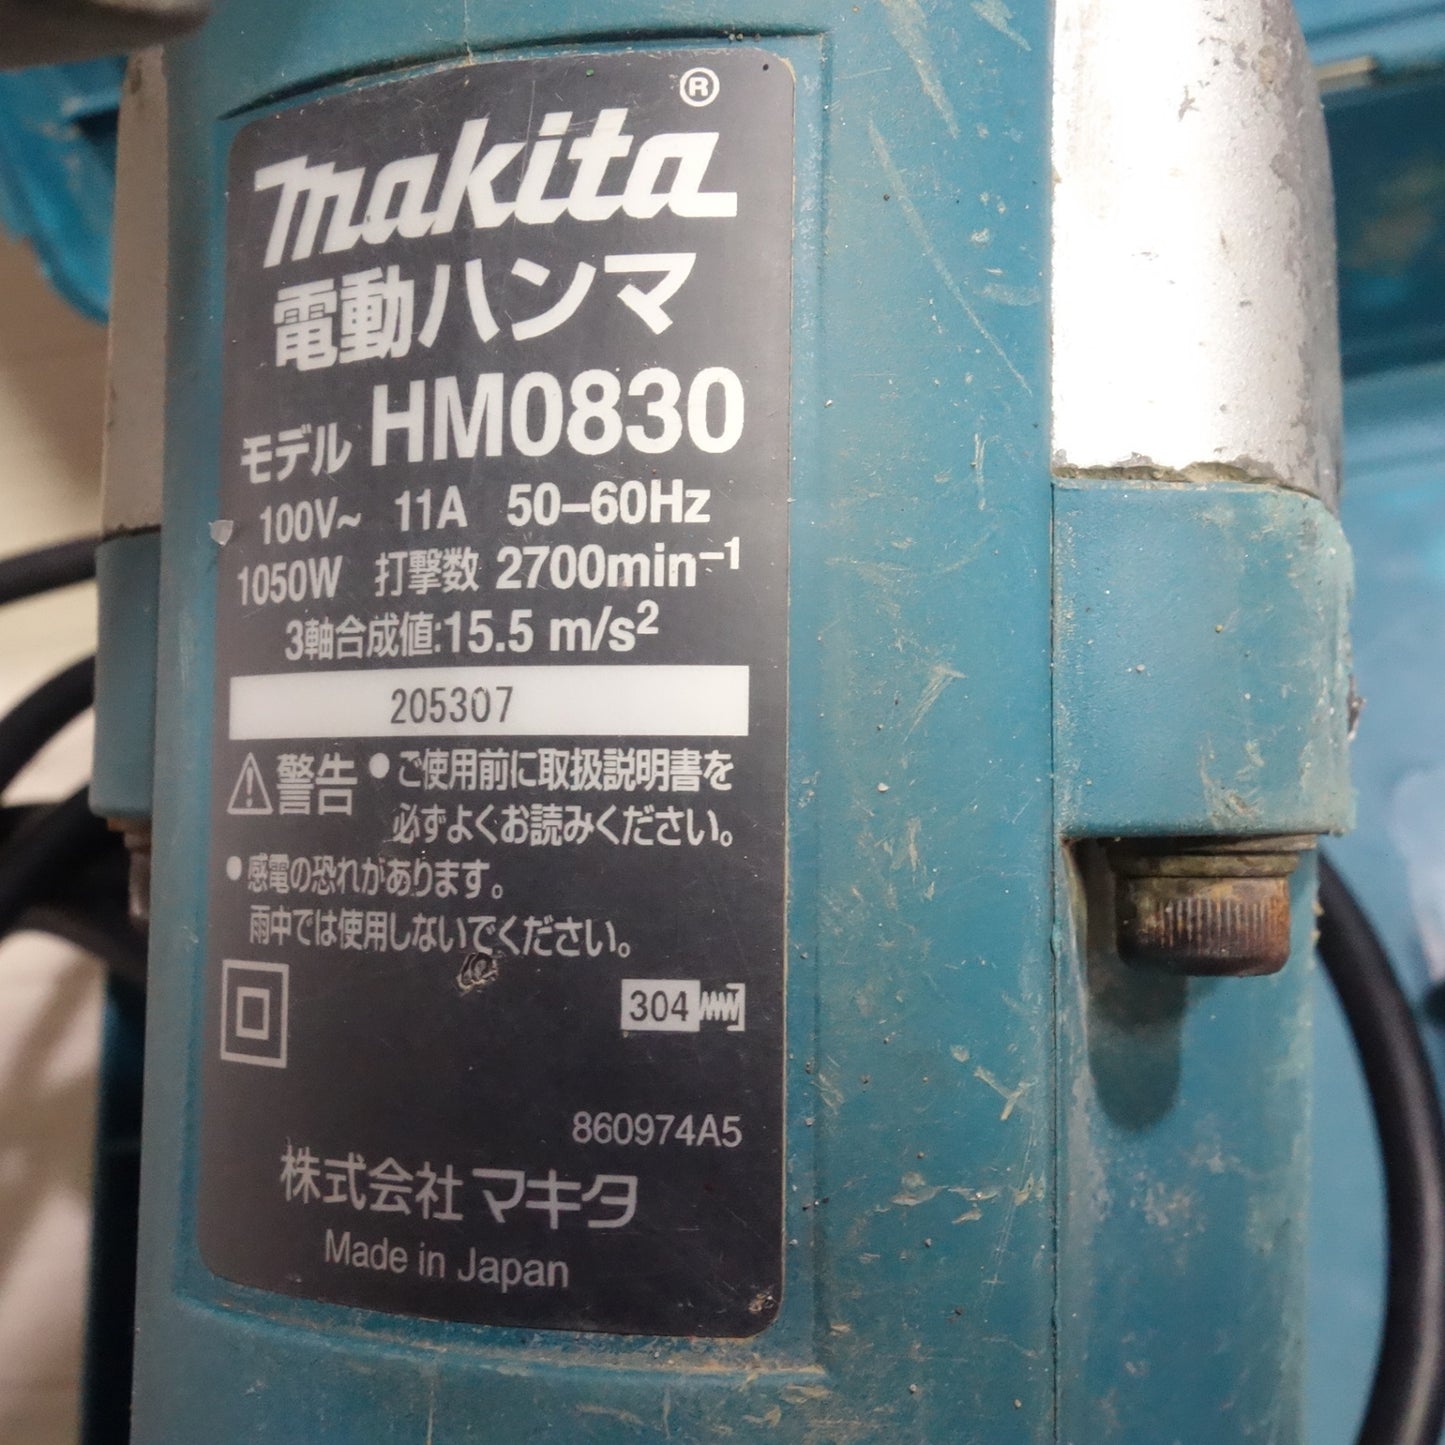 makita®
電動ハンマ
モデル HM0830
100V~ 11A 50–60Hz
1050W 打撃数 2700min⁻¹
3軸合成値:15.5 m/s²
205307
警告 ●ご使用前に取扱説明書を
必ずよくお読みください。
●感電の恐れがあります。
雨中では使用しないでください。
304
860974A5
株式会社 マキタ
Made in Japan